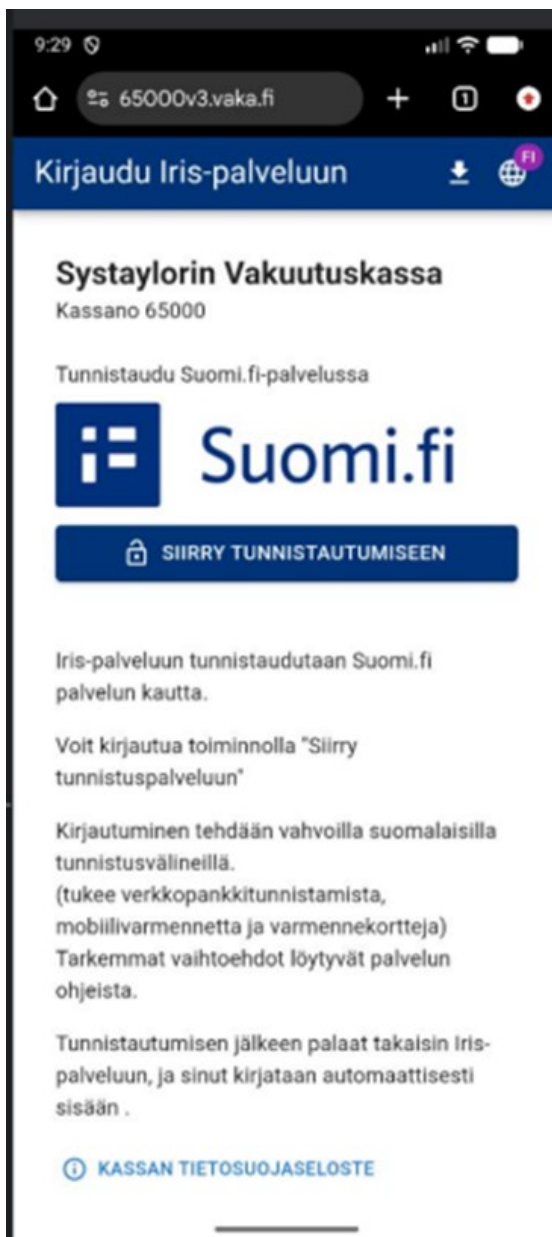 9:29
65000v3.vaka.fi
1
Kirjaudu Iris-palveluun
FI
Systaylorin Vakuutuskassa
Kassano 65000
Tunnistaudu Suomi.fi-palvelussa
Suomi.fi
SIIRRY TUNNISTAUTUMISEEN
Iris-palveluun tunnistaudutaan Suomi.fi
palvelun kautta.
Voit kirjautua toiminnolla "Siirry
tunnistuspalveluun"
Kirjautuminen tehdään vahvoilla suomalaisilla
tunnistusvälineillä.
(tukee verkkopankkitunnistamista,
mobiilivarmennetta ja varmennekortteja)
Tarkemmat vaihtoehdot löytyvät palvelun
ohjeista.
Tunnistautumisen jälkeen palaat takaisin Iris-
palveluun, ja sinut kirjataan automaattisesti
sisään .
KASSAN TIETOSUOJASELOSTE